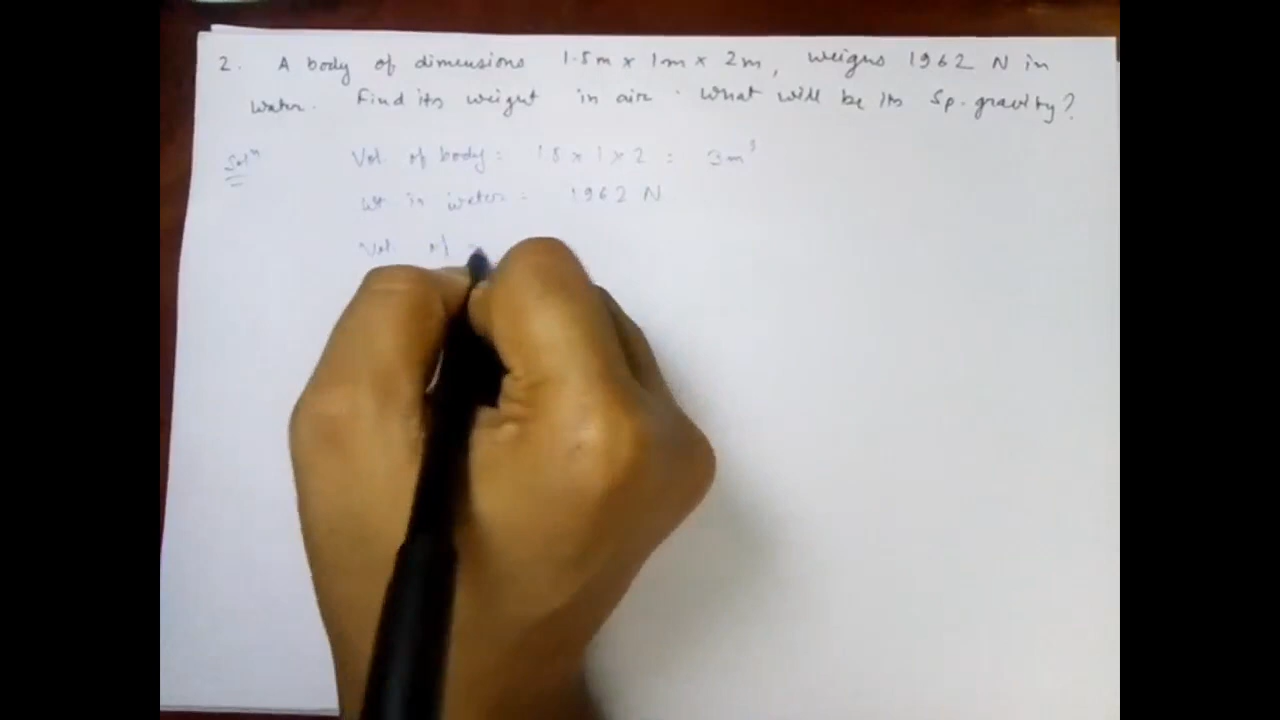 2. A body of dimensions 1.5m x 1m x 2m, weighs 1962 N in
water. Find its weight in air. What will be its Sp. gravity?
Solⁿ Vol. of body = 1.5 x 1 x 2 = 3m³
wt in water = 1962 N
Vol. of